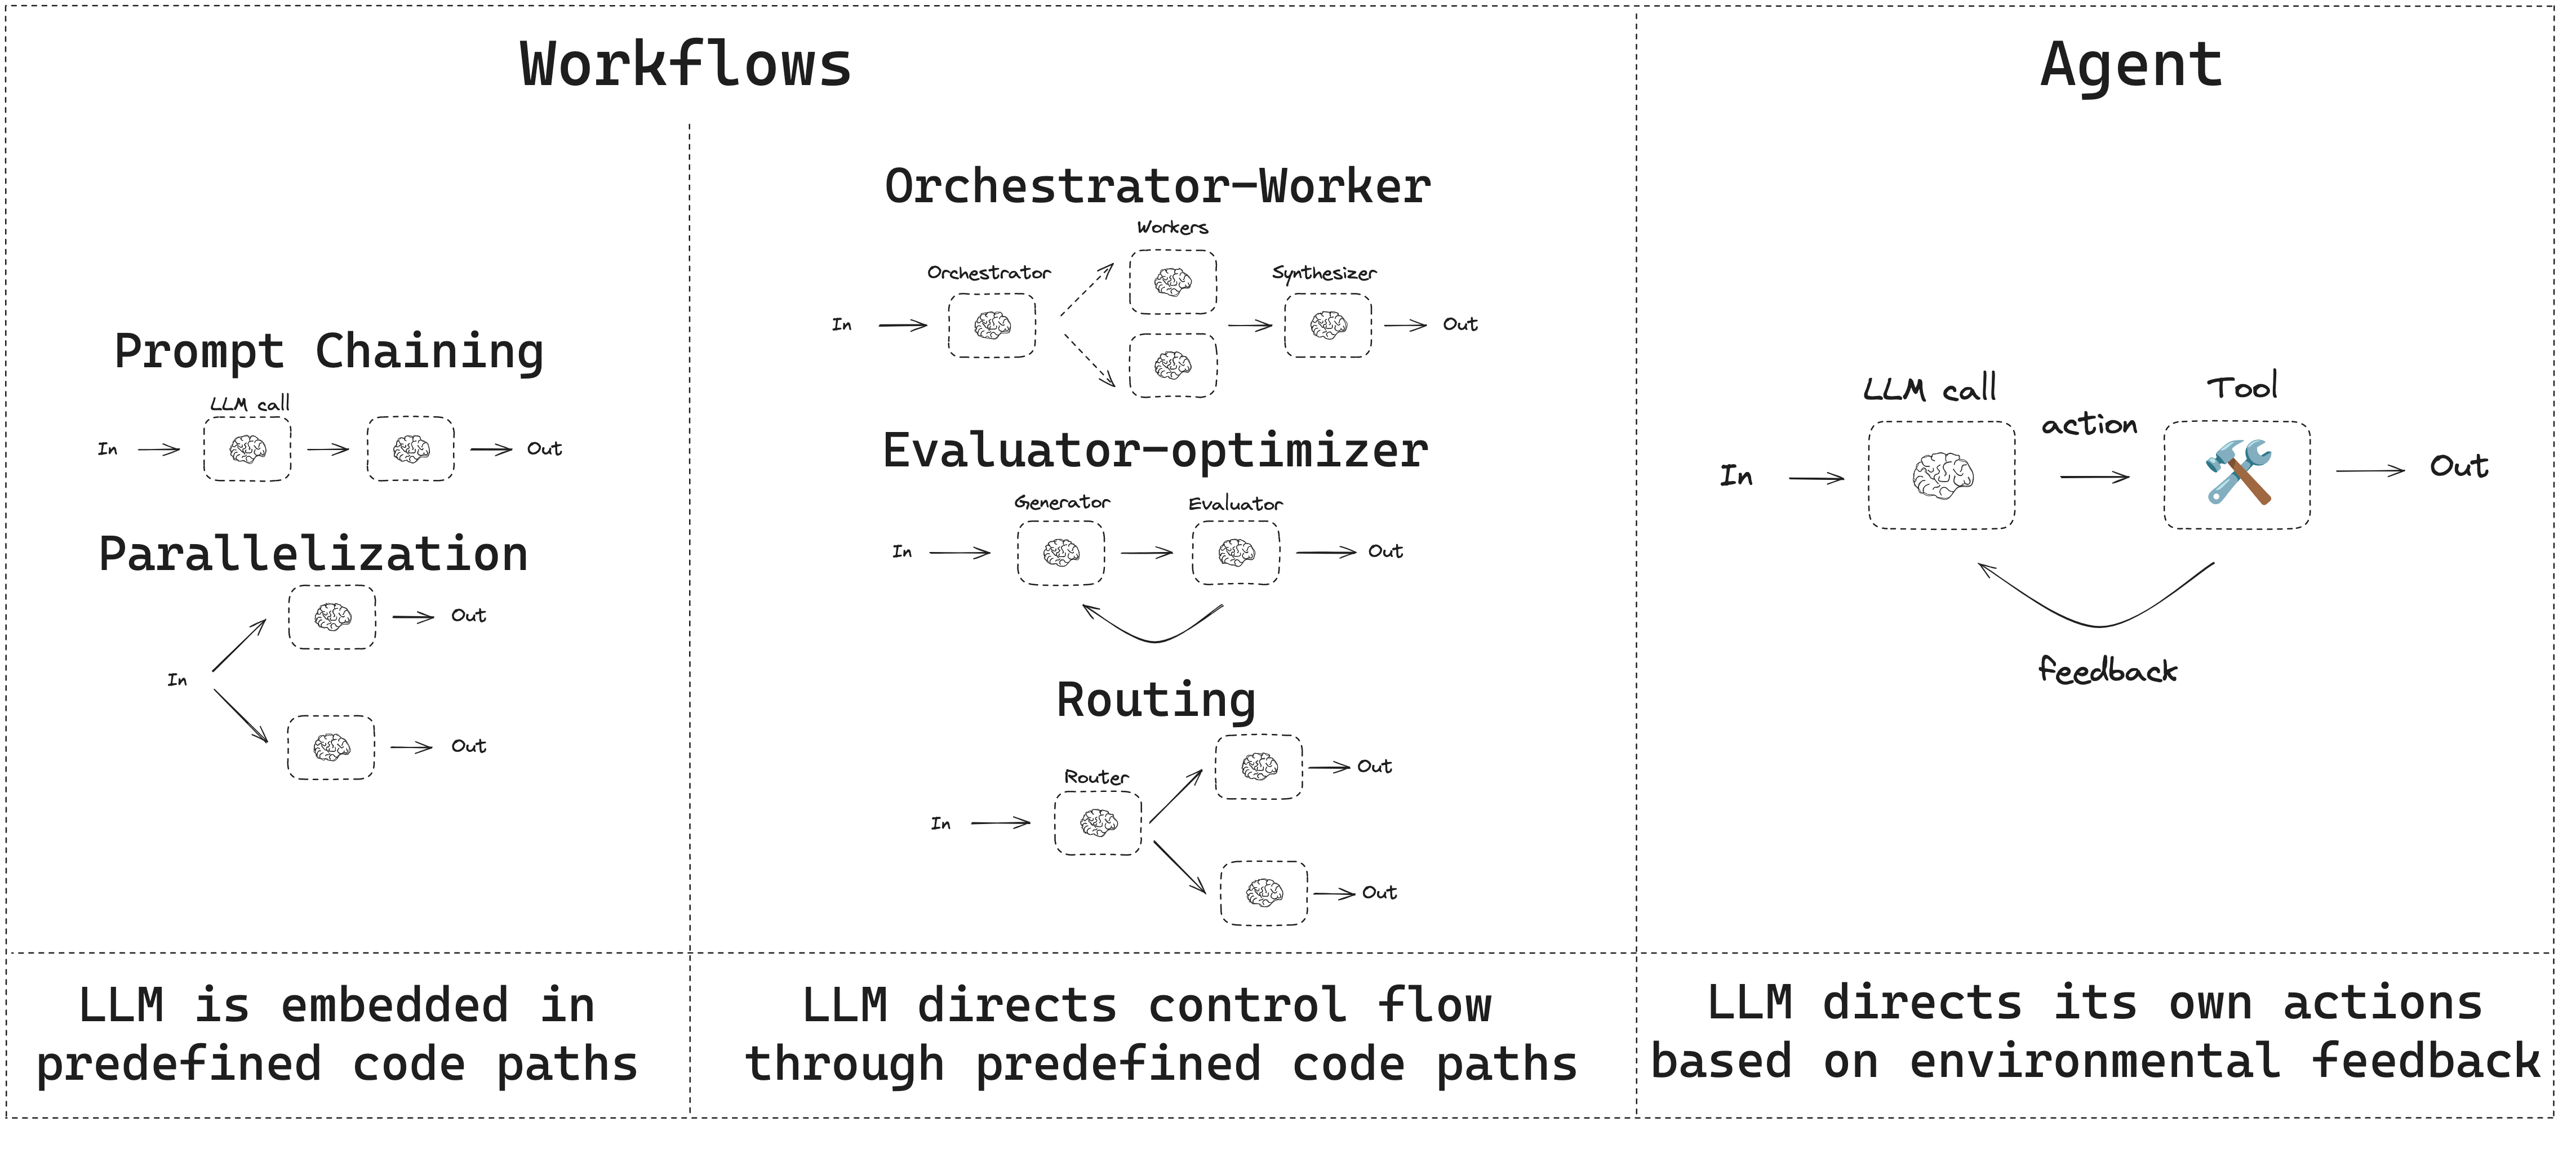 Workflows
Agent
Prompt Chaining
LLM call
In
Out
Parallelization
In
Out
Out
Orchestrator-Worker
Workers
Orchestrator
Synthesizer
In
Out
Evaluator-optimizer
Generator
Evaluator
In
Out
Routing
Router
In
Out
Out
LLM call
action
Tool
In
Out
feedback
LLM is embedded in
predefined code paths
LLM directs control flow
through predefined code paths
LLM directs its own actions
based on environmental feedback